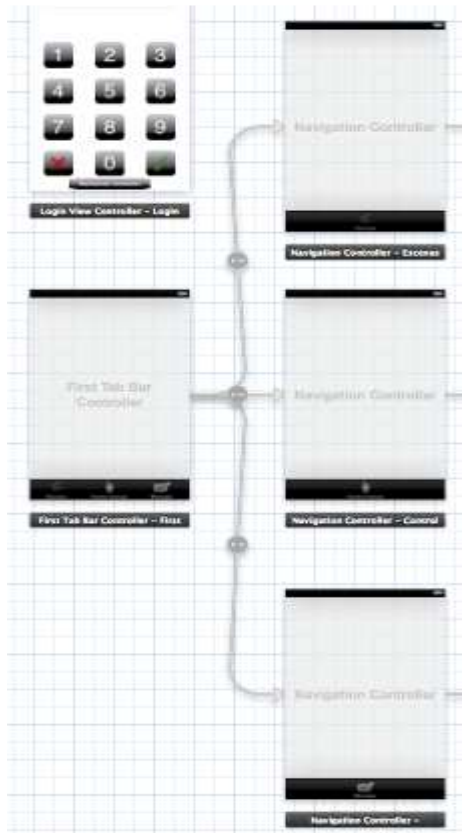 1 2 3
4 5 6
7 8 9
0
Login View Controller - Login
Navigation Controller
Navigation Controller - Escenas
First Tab Bar
Controller
First Tab Bar Controller - First
Navigation Controller
Navigation Controller - Control
Navigation Controller
Navigation Controller -